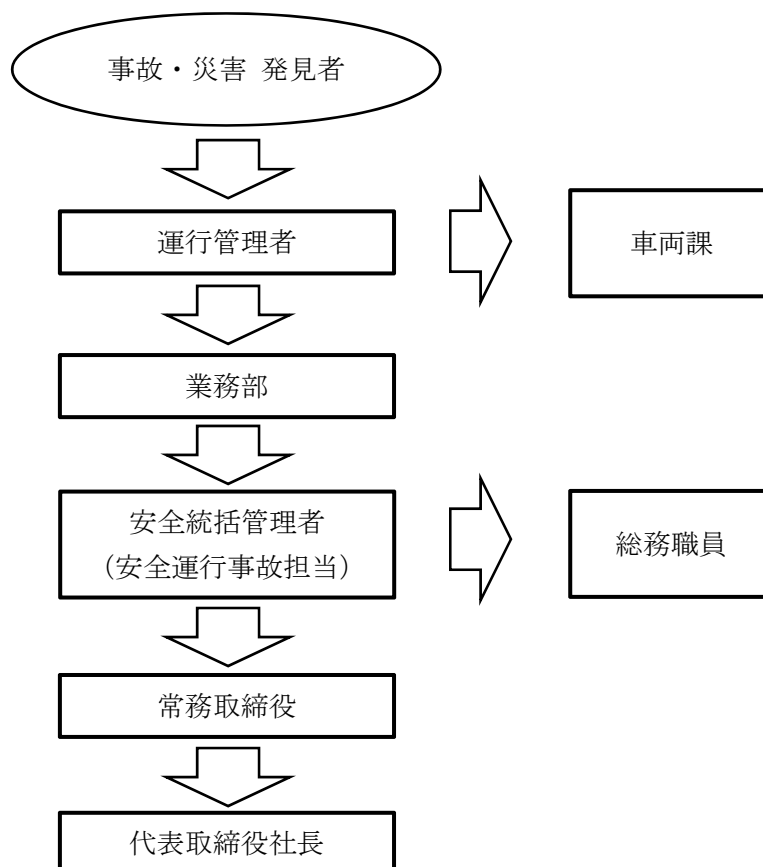 事故・災害 発見者
運行管理者
車両課
業務部
安全統括管理者
(安全運行事故担当)
総務職員
常務取締役
代表取締役社長